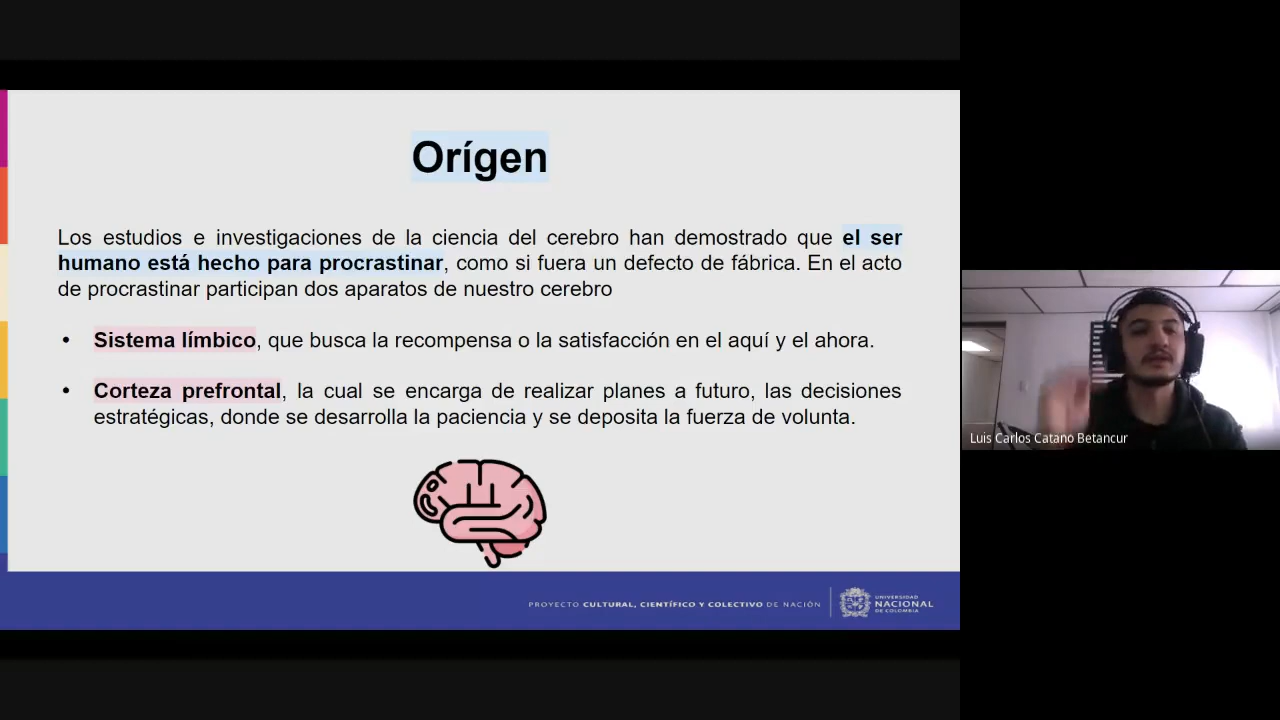 Orígen
Los estudios e investigaciones de la ciencia del cerebro han demostrado que el ser
humano está hecho para procrastinar, como si fuera un defecto de fábrica. En el acto
de procrastinar participan dos aparatos de nuestro cerebro
• Sistema límbico, que busca la recompensa o la satisfacción en el aquí y el ahora.
• Corteza prefrontal, la cual se encarga de realizar planes a futuro, las decisiones
estratégicas, donde se desarrolla la paciencia y se deposita la fuerza de volunta.
Luis Carlos Catano Betancur
PROYECTO CULTURAL, CIENTÍFICO Y COLECTIVO DE NACIÓN
UNIVERSIDAD
NACIONAL
DE COLOMBIA